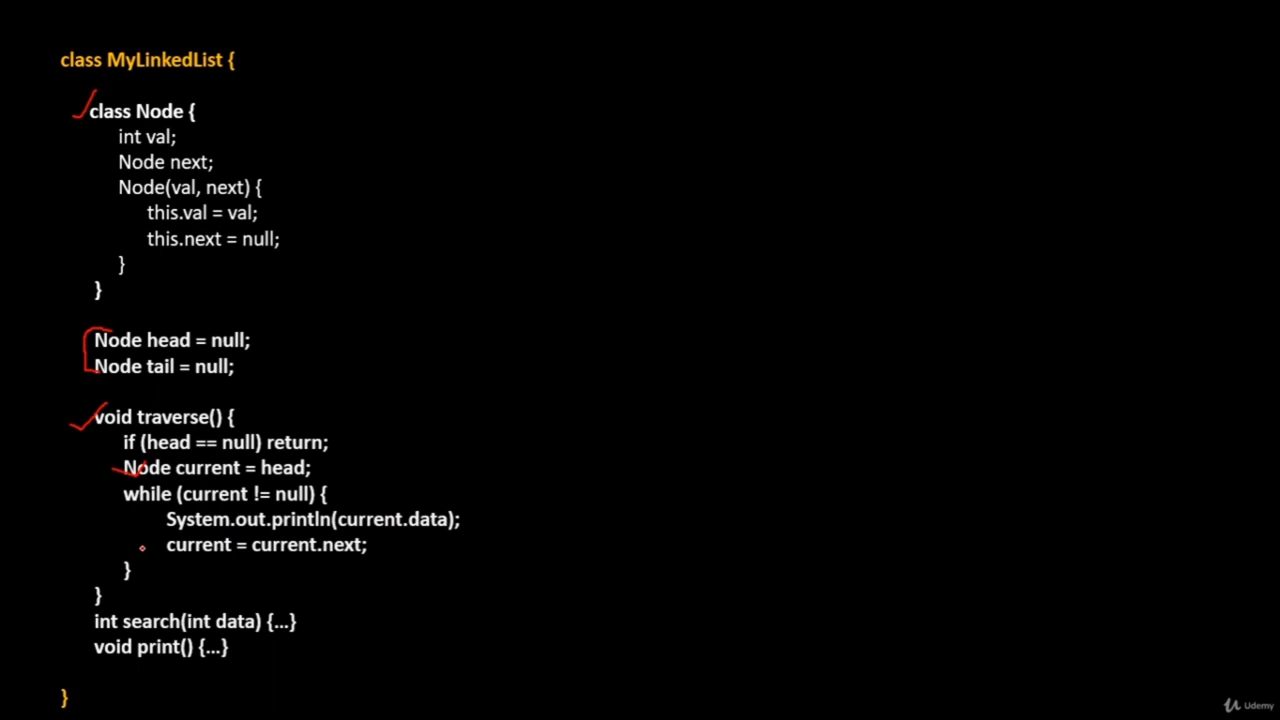 class MyLinkedList {
class Node {
int val;
Node next;
Node(val, next) {
this.val = val;
this.next = null;
}
}
Node head = null;
Node tail = null;
void traverse() {
if (head == null) return;
Node current = head;
while (current != null) {
System.out.println(current.data);
current = current.next;
}
}
int search(int data) {...}
void print() {...}
}
Udemy